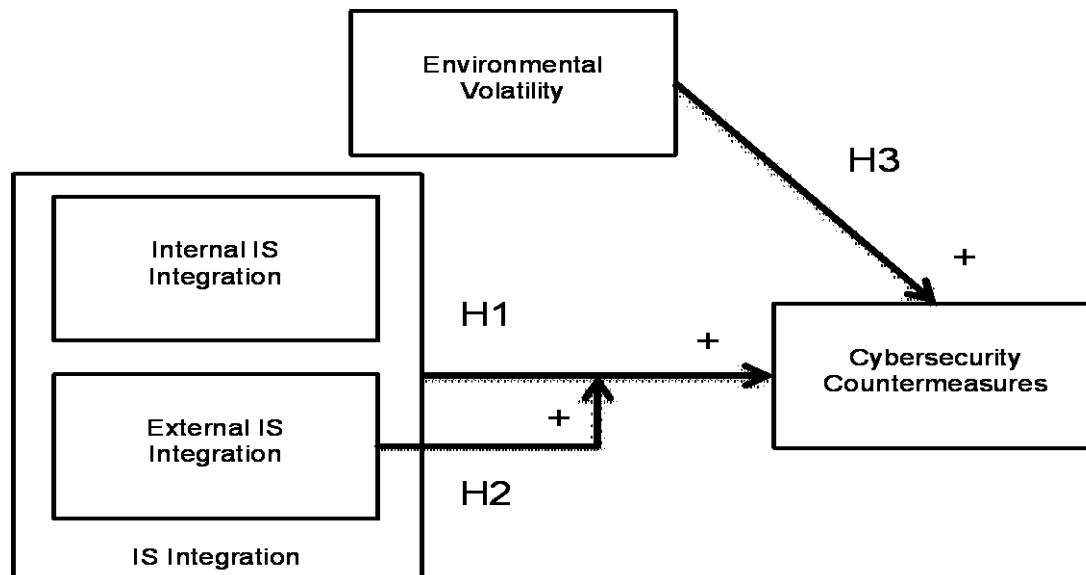 Environmental
Volatility
H3
+
Internal IS
Integration
H1
+
Cybersecurity
Countermeasures
External IS
Integration
+
H2
IS Integration